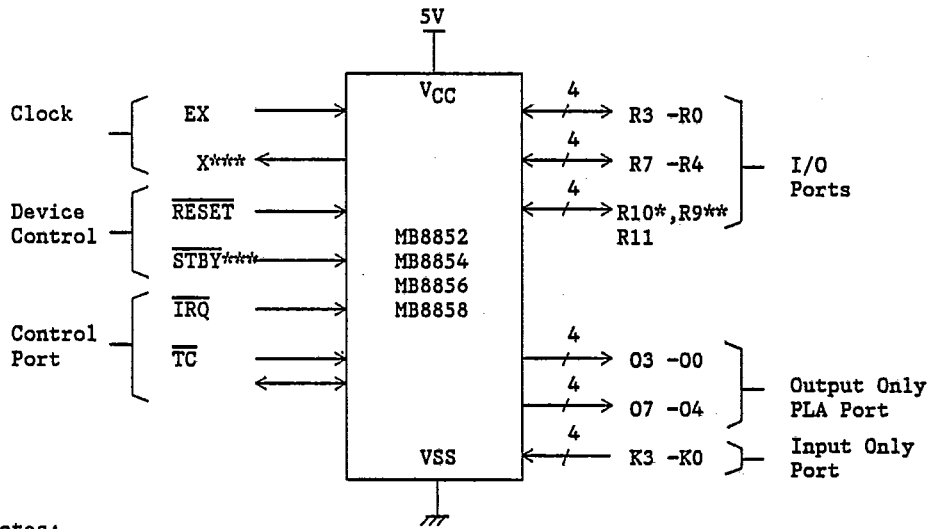 5V
VCC
Clock
EX
X***
Device
Control
RESET
STBY***
Control
Port
IRQ
TC
MB8852
MB8854
MB8856
MB8858
VSS
4
R3 -R0
4
R7 -R4
4
R10*,R9**
R11
I/O
Ports
4
O3 -O0
4
O7 -O4
Output Only
PLA Port
4
K3 -K0
Input Only
Port